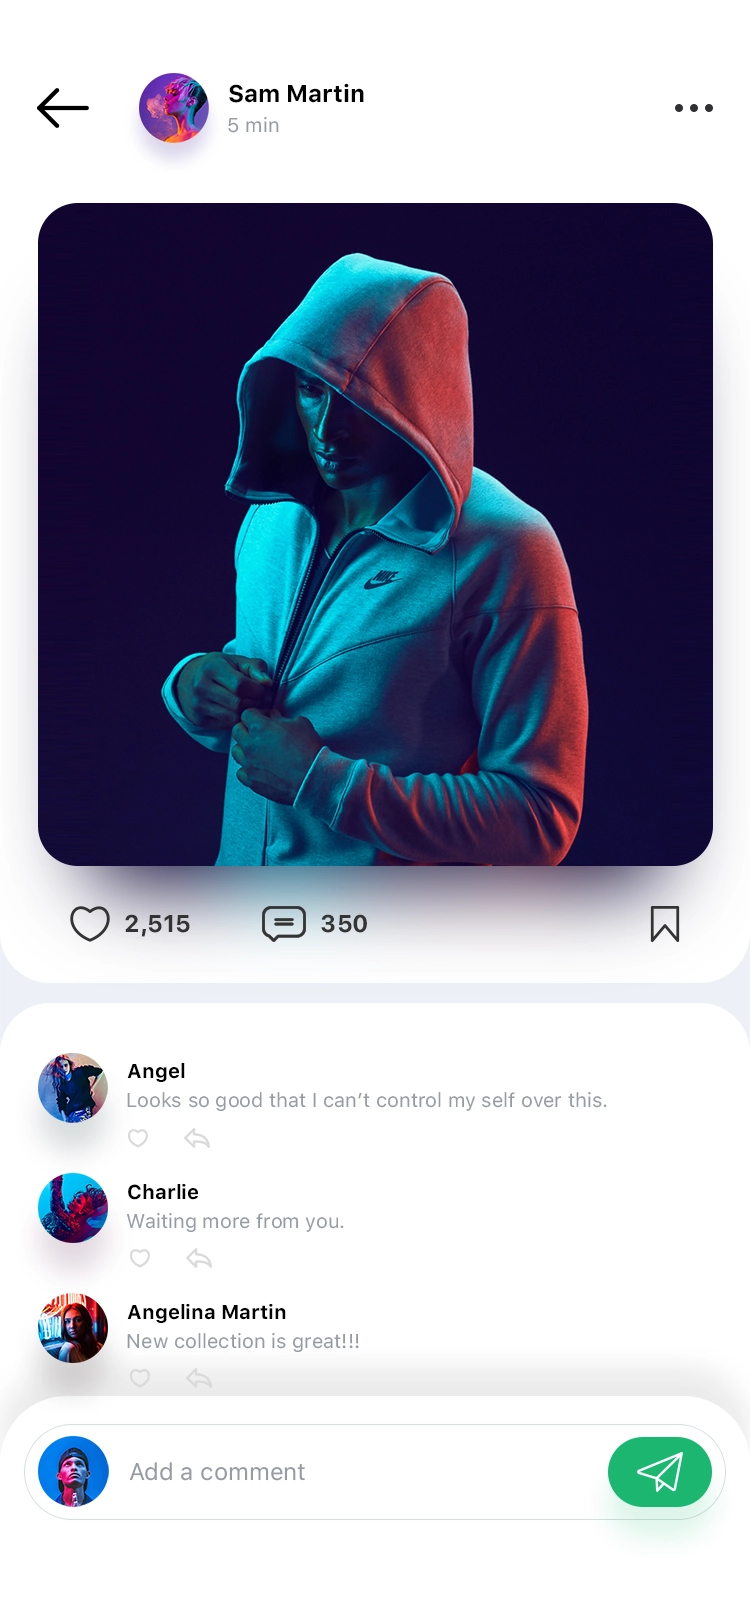 Sam Martin
5 min
NIKE
2,515
350
Angel
Looks so good that I can’t control my self over this.
Charlie
Waiting more from you.
Angelina Martin
New collection is great!!!
Add a comment